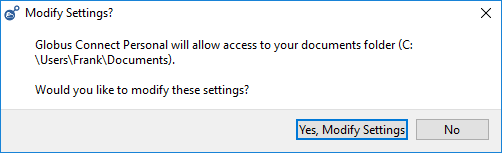 Modify Settings?
Globus Connect Personal will allow access to your documents folder (C:
\Users\Frank\Documents).
Would you like to modify these settings?
Yes, Modify Settings
No